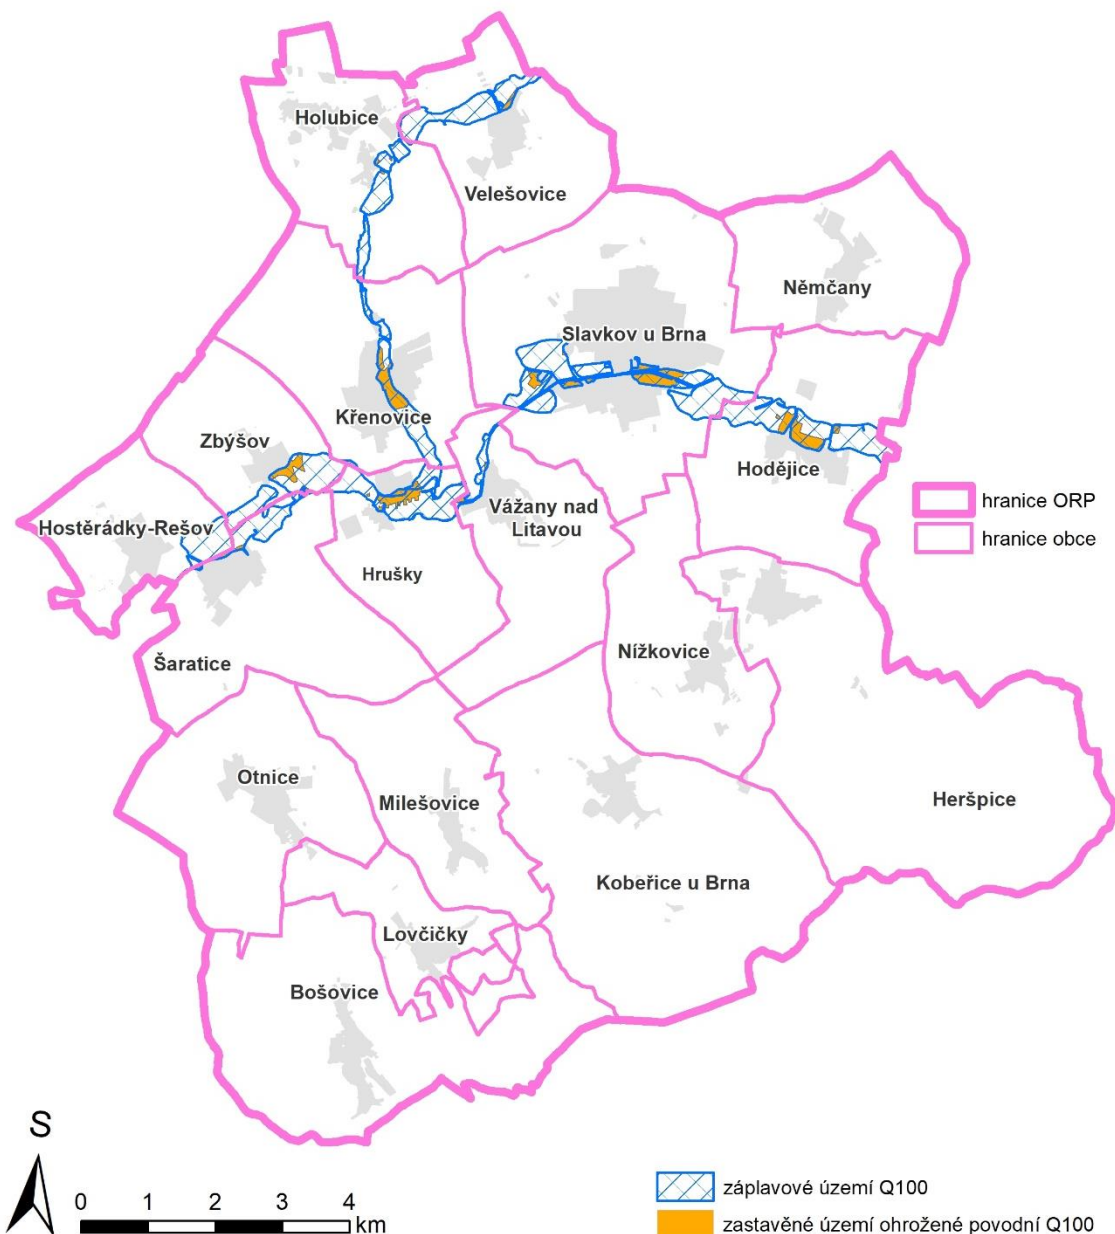 Holubice
Velešovice
Němčany
Slavkov u Brna
Křenovice
Zbýšov
Hodějice
Hostěrádky-Rešov
Vážany nad
Litavou
Hrušky
hranice ORP
hranice obce
Šaratice
Nížkovice
Otnice
Milešovice
Heršpice
Kobeřice u Brna
Lovčičky
Bošovice
S
0 1 2 3 4
km
záplavové území Q100
zastavěné území ohrožené povodní Q100